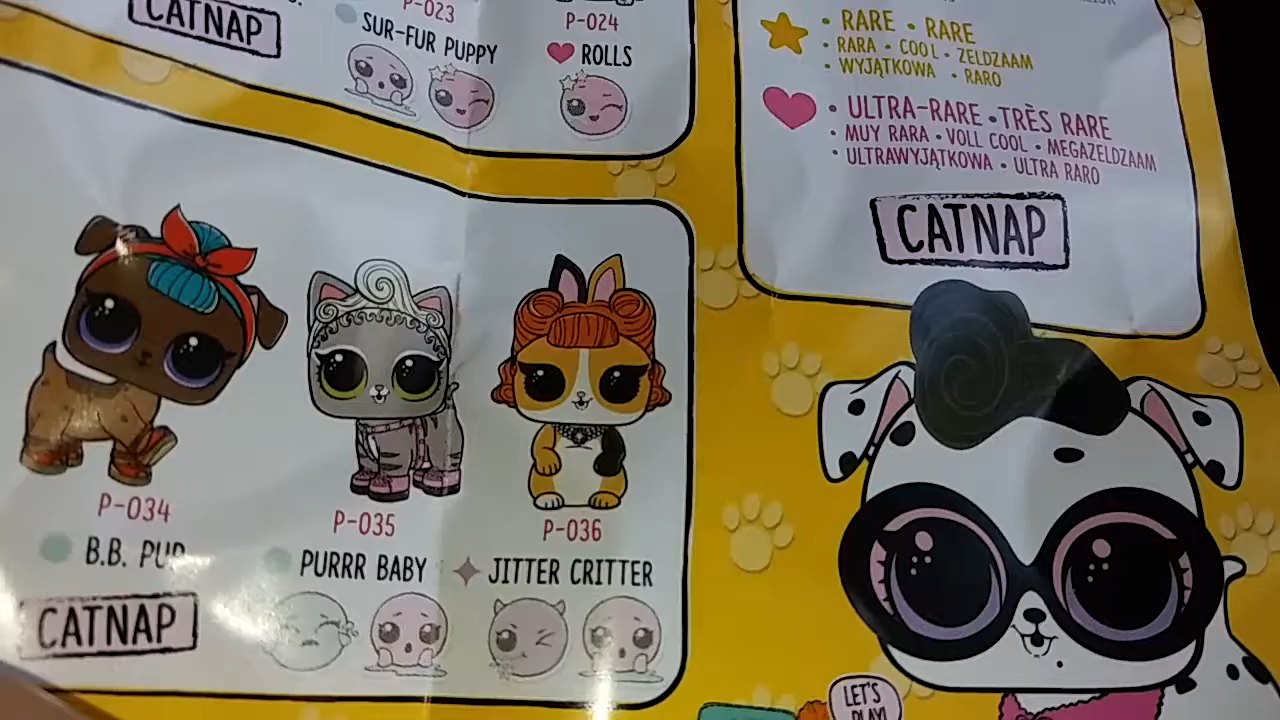 CATNAP
P-023
SUR-FUR PUPPY
P-024
ROLLS
• RARE • RARE
• RARA • COOL • ZELDZAAM
• WYJĄTKOWA • RARO
• ULTRA-RARE • TRÈS RARE
• MUY RARA • VOLL COOL • MEGAZELDZAAM
• ULTRAWYJĄTKOWA • ULTRA RARO
CATNAP
P-034
B.B. PUP
CATNAP
P-035
PURRR BABY
P-036
JITTER CRITTER
LET'S
PLAY!